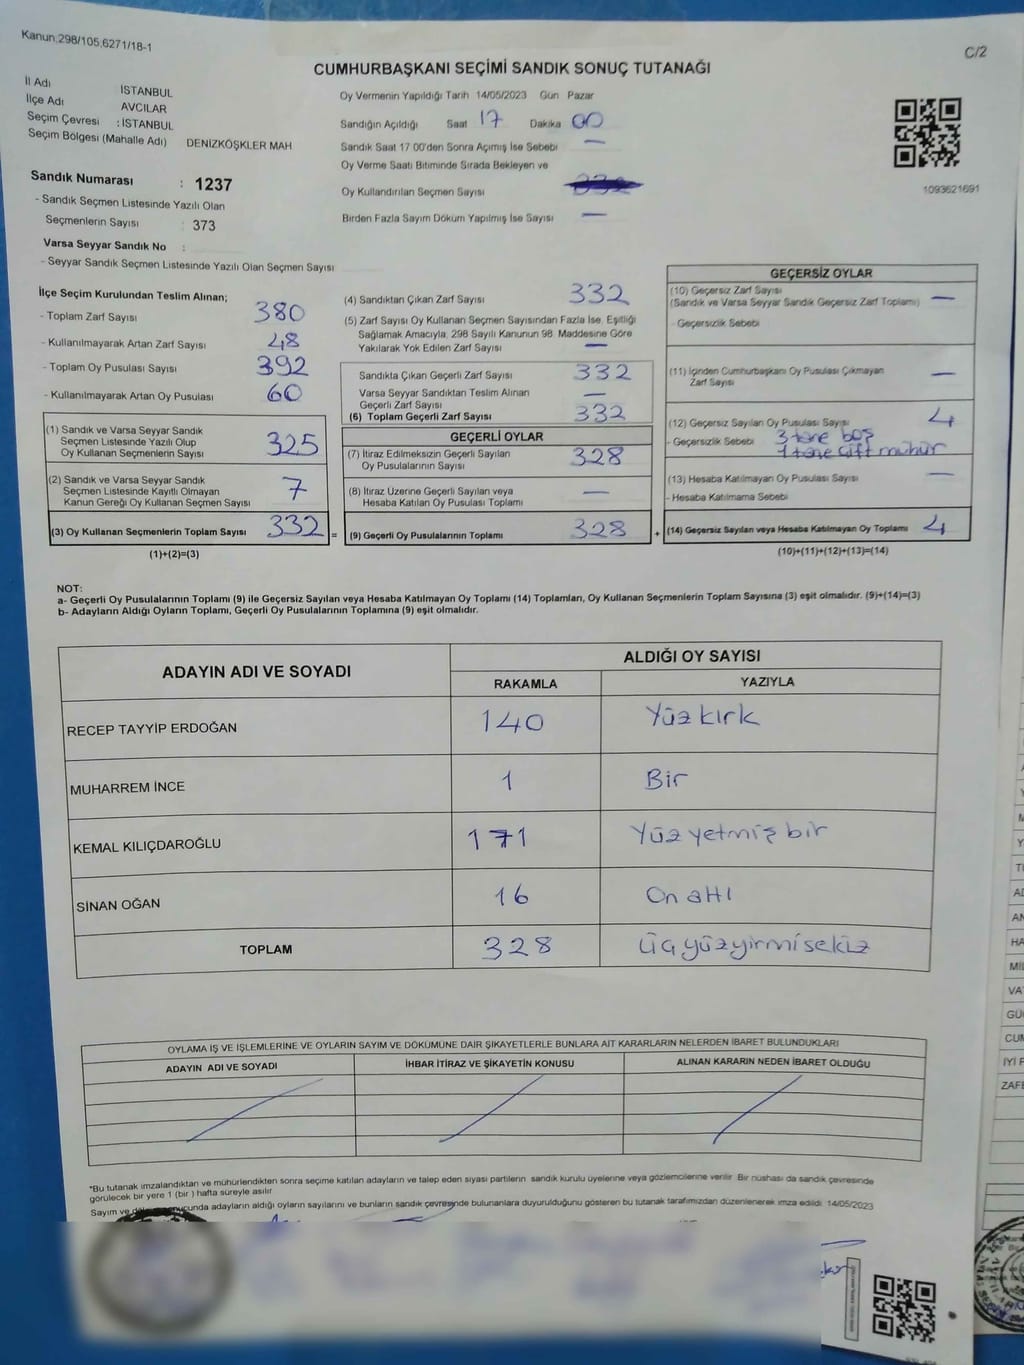 Kanun;298/105,6271/18-1
C/2
CUMHURBAŞKANI SEÇİMİ SANDIK SONUÇ TUTANAĞI
İl Adı İSTANBUL
İlçe Adı AVCILAR
Seçim Çevresi : İSTANBUL
Seçim Bölgesi (Mahalle Adı) DENİZKÖŞKLER MAH
Sandık Numarası : 1237
- Sandık Seçmen Listesinde Yazılı Olan
Seçmenlerin Sayısı : 373
Varsa Seyyar Sandık No :
- Seyyar Sandık Seçmen Listesinde Yazılı Olan Seçmen Sayısı
Oy Vermenin Yapıldığı Tarih 14/05/2023 Gün Pazar
Sandığın Açıldığı Saat 17 Dakika 00
Sandık Saat 17 00'den Sonra Açımış İse Sebebi —
Oy Verme Saati Bitiminde Sırada Bekleyen ve
Oy Kullandırılan Seçmen Sayısı
Birden Fazla Sayım Döküm Yapılmış İse Sayısı —
1093621691
İlçe Seçim Kurulundan Teslim Alınan;
- Toplam Zarf Sayısı 380
- Kullanılmayarak Artan Zarf Sayısı 48
- Toplam Oy Pusulası Sayısı 392
- Kullanılmayarak Artan Oy Pusulası 60
(1) Sandık ve Varsa Seyyar Sandık
Seçmen Listesinde Yazılı Olup
Oy Kullanan Seçmenlerin Sayısı 325
(2) Sandık ve Varsa Seyyar Sandık
Seçmen Listesinde Kayıtlı Olmayan
Kanun Gereği Oy Kullanan Seçmen Sayısı 7
(3) Oy Kullanan Seçmenlerin Toplam Sayısı 332 =
(1)+(2)=(3)
(4) Sandıktan Çıkan Zarf Sayısı 332
(5) Zarf Sayısı Oy Kullanan Seçmen Sayısından Fazla İse, Eşitliği
Sağlamak Amacıyla, 298 Sayılı Kanunun 98. Maddesine Göre
Yakılarak Yok Edilen Zarf Sayısı —
Sandıkta Çıkan Geçerli Zarf Sayısı 332
Varsa Seyyar Sandıktan Teslim Alınan
Geçerli Zarf Sayısı —
(6) Toplam Geçerli Zarf Sayısı 332
GEÇERLİ OYLAR
(7) İtiraz Edilmeksizin Geçerli Sayılan
Oy Pusulalarının Sayısı 328
(8) İtiraz Üzerine Geçerli Sayılan veya
Hesaba Katılan Oy Pusulası Toplamı —
(9) Geçerli Oy Pusulalarının Toplamı 328 +
GEÇERSİZ OYLAR
(10) Geçersiz Zarf Sayısı
(Sandık ve Varsa Seyyar Sandık Geçersiz Zarf Toplamı) —
- Geçersizlik Sebebi
(11) İçinden Cumhurbaşkanı Oy Pusulası Çıkmayan
Zarf Sayısı —
(12) Geçersiz Sayılan Oy Pusulası Sayısı 4
- Geçersizlik Sebebi 3 tane boş
1 tane çift mühür
(13) Hesaba Katılmayan Oy Pusulası Sayısı —
- Hesaba Katılmama Sebebi
(14) Geçersiz Sayılan veya Hesaba Katılmayan Oy Toplamı 4
(10)+(11)+(12)+(13)=(14)
NOT:
a- Geçerli Oy Pusulalarının Toplamı (9) ile Geçersiz Sayılan veya Hesaba Katılmayan Oy Toplamı (14) Toplamları, Oy Kullanan Seçmenlerin Toplam Sayısına (3) eşit olmalıdır. (9)+(14)=(3)
b- Adayların Aldığı Oyların Toplamı, Geçerli Oy Pusulalarının Toplamına (9) eşit olmalıdır.
ADAYIN ADI VE SOYADI
ALDIĞI OY SAYISI
RAKAMLA YAZIYLA
RECEP TAYYİP ERDOĞAN 140 Yüz kırk
MUHARREM İNCE 1 Bir
KEMAL KILIÇDAROĞLU 171 Yüz yetmiş bir
SİNAN OĞAN 16 On altı
TOPLAM 328 üçyüzyirmisekiz
OYLAMA İŞ VE İŞLEMLERİNE VE OYLARIN SAYIM VE DÖKÜMÜNE DAİR ŞİKAYETLERLE BUNLARA AİT KARARLARIN NELERDEN İBARET BULUNDUKLARI
ADAYIN ADI VE SOYADI İHBAR İTİRAZ VE ŞİKAYETİN KONUSU ALINAN KARARIN NEDEN İBARET OLDUĞU
*Bu tutanak imzalandıktan ve mühürlendikten sonra seçime katılan adayların ve talep eden siyasi partilerin sandık kurulu üyelerine veya gözlemcilerine verilir. Bir nüshası da sandık çevresinde
görülecek bir yere 1 (bir) hafta süreyle asılır
Sayım ve sonucunda adayların aldığı oyların sayılarını ve bunların sandık çevresinde bulunanlara duyurulduğunu gösteren bu tutanak tarafımızdan düzenlenerek imza edildi. 14/05/2023